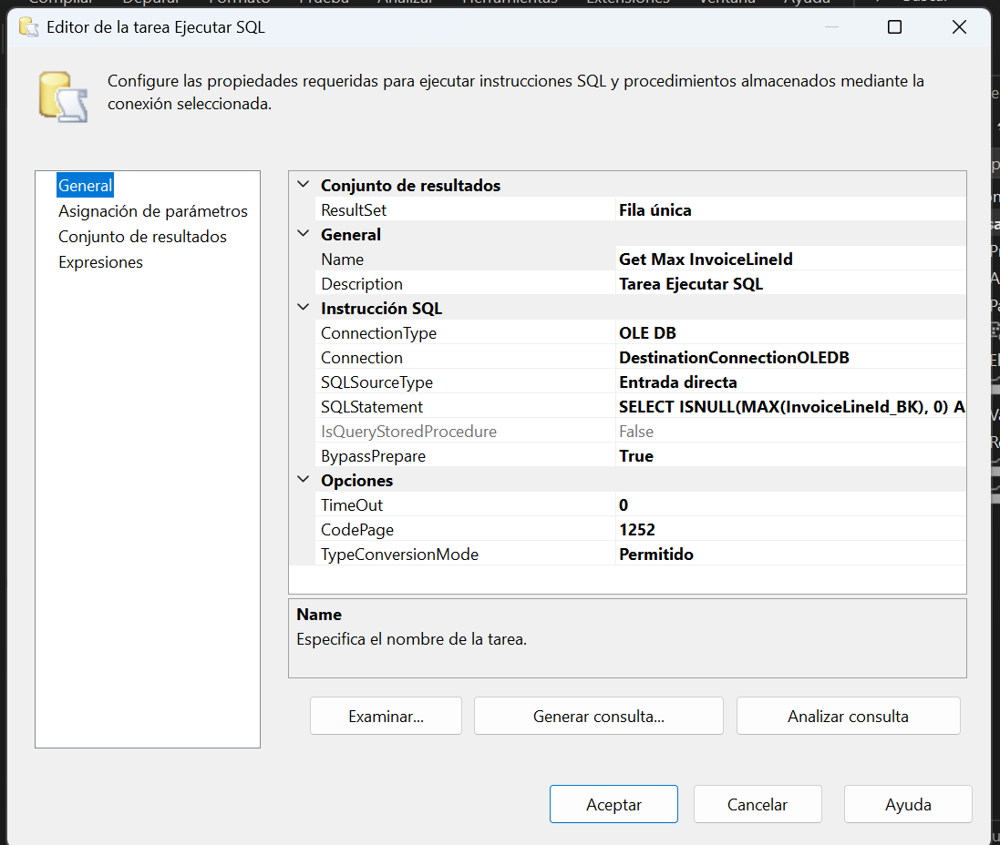 Editor de la tarea Ejecutar SQL
Configure las propiedades requeridas para ejecutar instrucciones SQL y procedimientos almacenados mediante la
conexión seleccionada.
General
Asignación de parámetros
Conjunto de resultados
Expresiones
Conjunto de resultados
ResultSet Fila única
General
Name Get Max InvoiceLineId
Description Tarea Ejecutar SQL
Instrucción SQL
ConnectionType OLE DB
Connection DestinationConnectionOLEDB
SQLSourceType Entrada directa
SQLStatement SELECT ISNULL(MAX(InvoiceLineId_BK), 0) A
IsQueryStoredProcedure False
BypassPrepare True
Opciones
TimeOut 0
CodePage 1252
TypeConversionMode Permitido
Name
Especifica el nombre de la tarea.
Examinar... Generar consulta... Analizar consulta
Aceptar Cancelar Ayuda